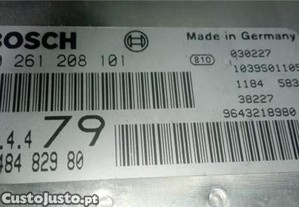 BOSCH
Made in Germany
0 261 208 101
B10
030227
1039S01105
1184 583
38227
9643218980
.4.4 79
484 829 80
CustoJusto.pt